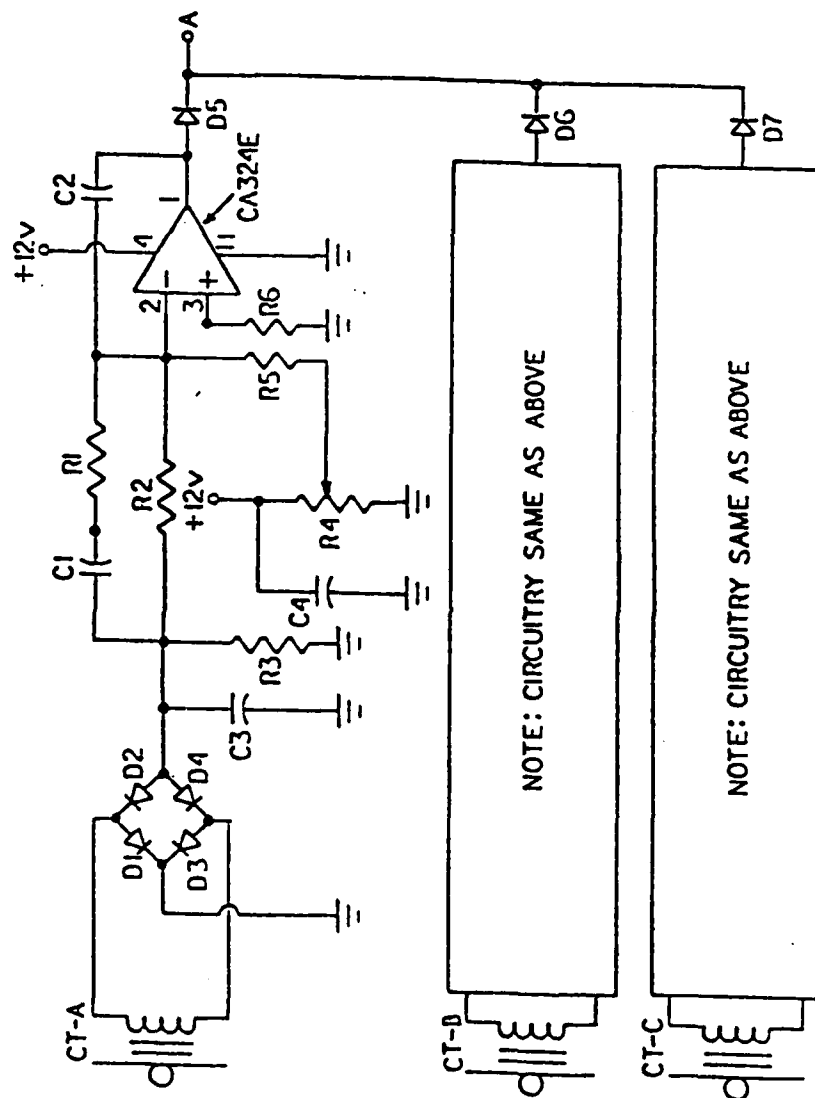 A
C2
D5
1
+12v
4
CA324E
11
2
-
3
+
R6
R1
R5
C1
R2
+12v
R4
C4
R3
C3
D2
D4
D1
D3
CT-A
D6
NOTE: CIRCUITRY SAME AS ABOVE
CT-B
D7
NOTE: CIRCUITRY SAME AS ABOVE
CT-C